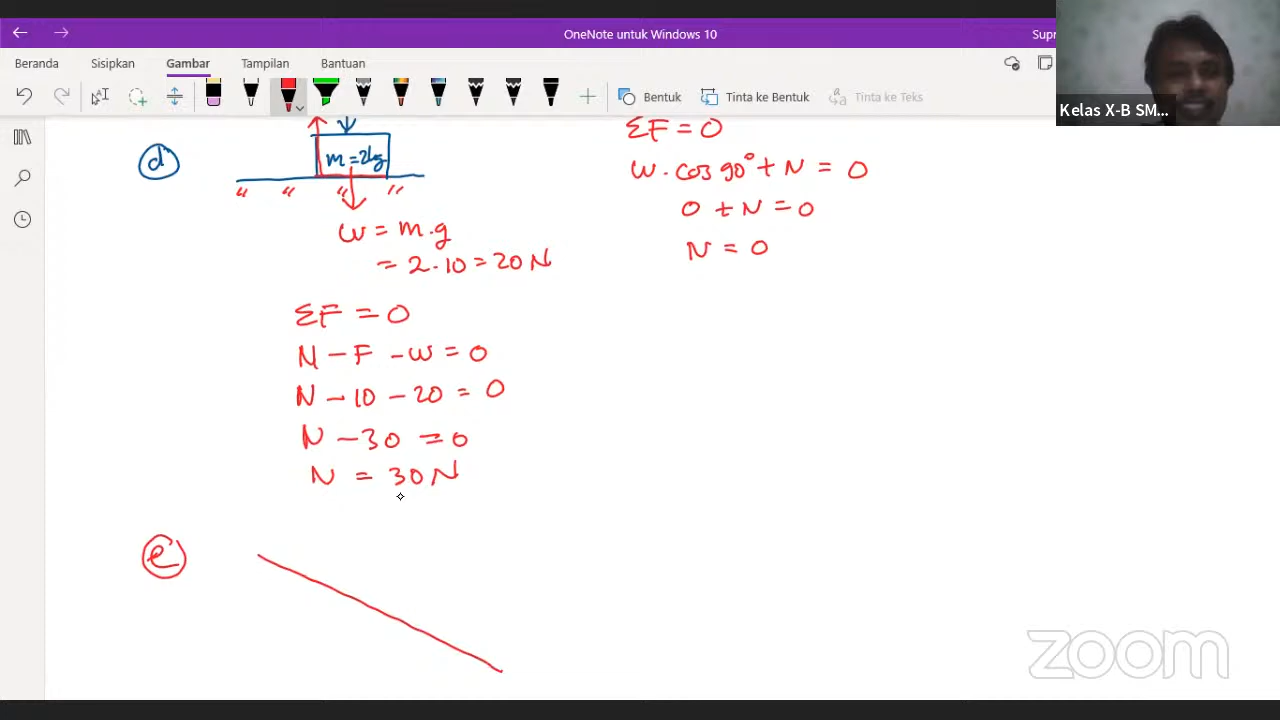 OneNote untuk Windows 10
Supr
Beranda
Sisipkan
Gambar
Tampilan
Bantuan
Bentuk
Tinta ke Bentuk
Tinta ke Teks
Kelas X-B SM...
d
m = 2kg
w = m.g
= 2.10 = 20 N
ΣF = 0
N - F - w = 0
N - 10 - 20 = 0
N - 30 = 0
N = 30 N
ΣF = 0
w. cos 90° + N = 0
0 + N = 0
N = 0
e
zoom